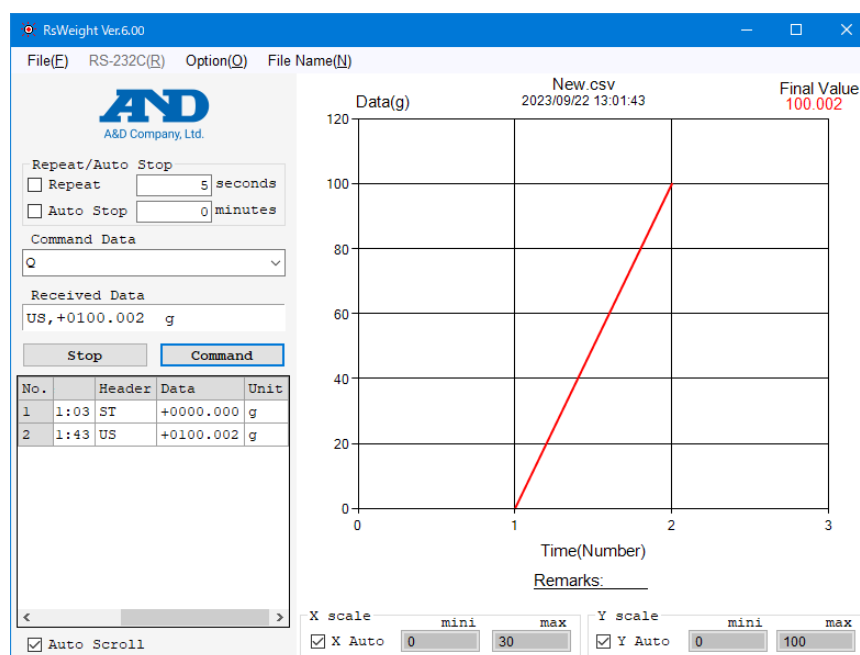 RsWeight Ver.6.00
File(F) RS-232C(R) Option(O) File Name(N)
AND
A&D Company, Ltd.
Repeat/Auto Stop
Repeat 5 seconds
Auto Stop 0 minutes
Command Data
Q
Received Data
US,+0100.002 g
Stop Command
No. Header Data Unit
1 1:03 ST +0000.000 g
2 1:43 US +0100.002 g
Auto Scroll
New.csv
Data(g) 2023/09/22 13:01:43 Final Value
100.002
120
100
80
60
40
20
0
0 1 2 3
Time(Number)
Remarks:
X scale mini max
X Auto 0 30
Y scale mini max
Y Auto 0 100